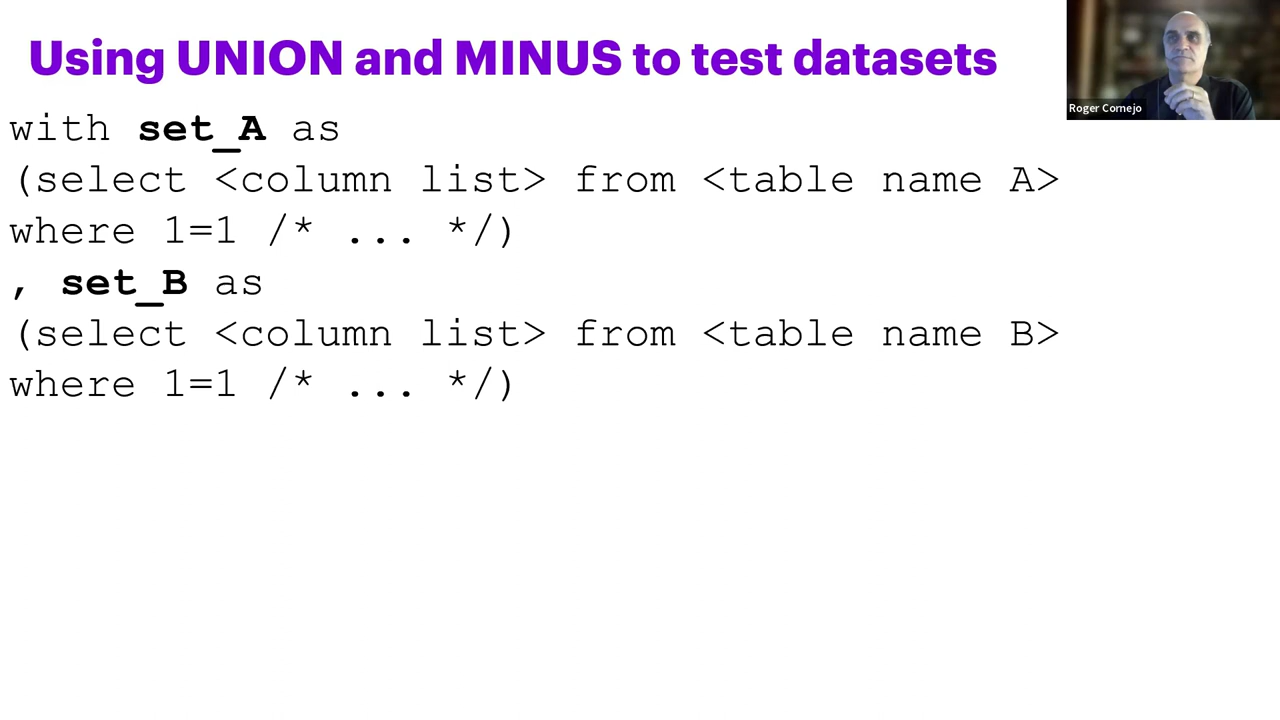 Using UNION and MINUS to test datasets
Roger Cornejo
with set_A as
(select <column list> from <table name A>
where 1=1 /* ... */)
, set_B as
(select <column list> from <table name B>
where 1=1 /* ... */)